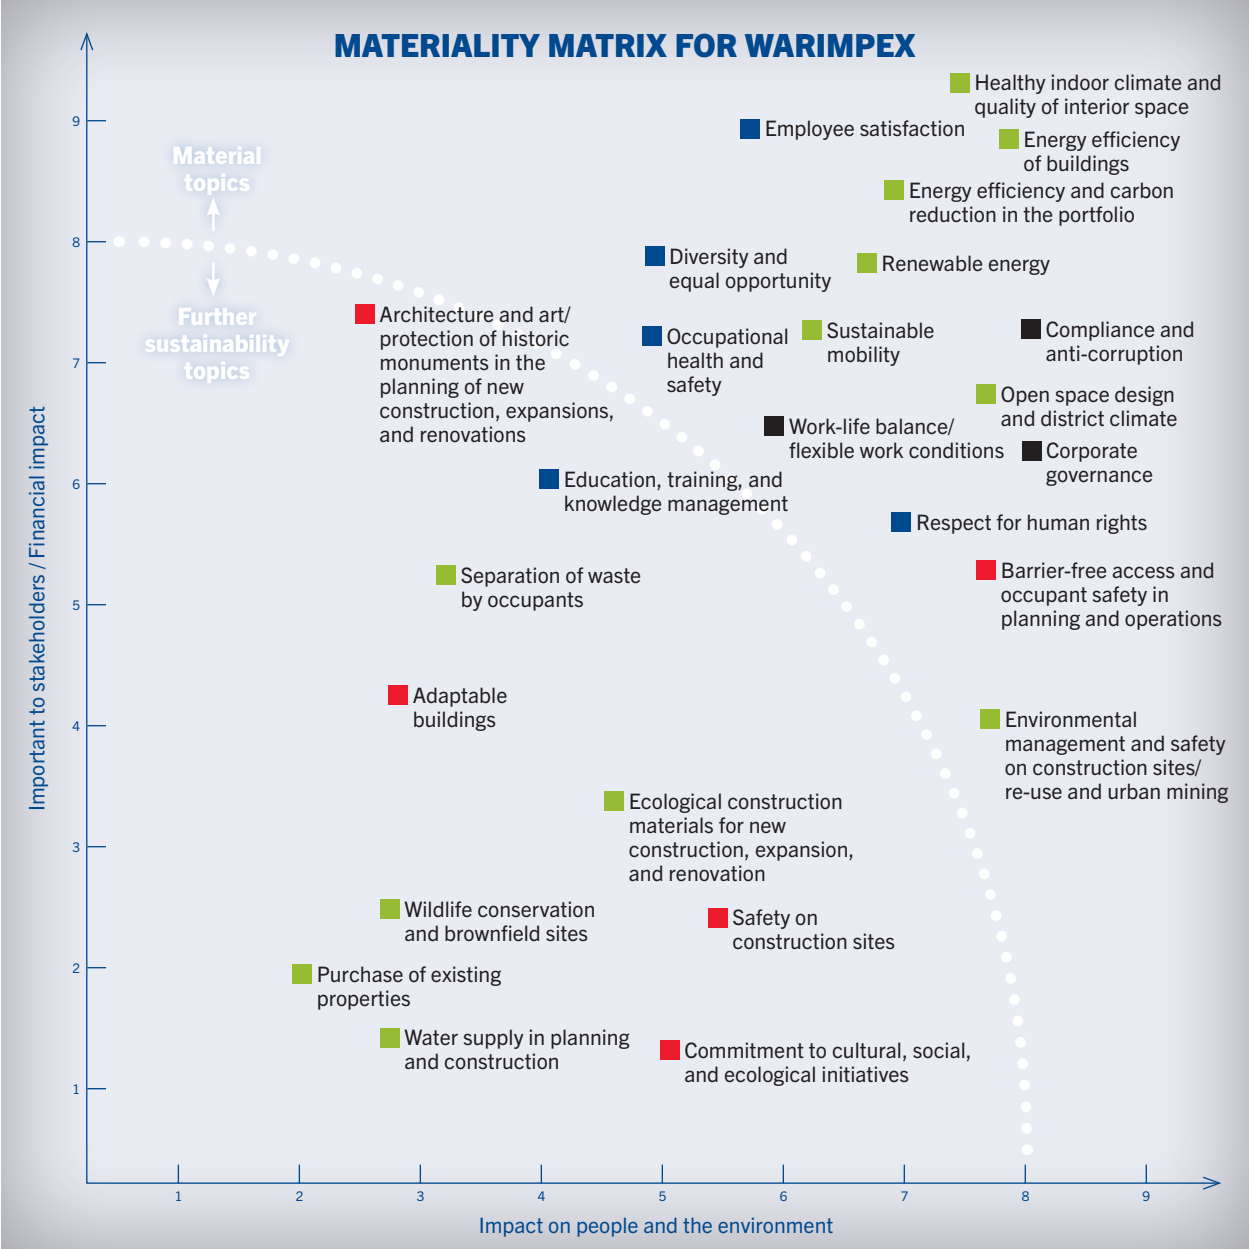 MATERIALITY MATRIX FOR WARIMPEX
Healthy indoor climate and
quality of interior space
Employee satisfaction
Energy efficiency
of buildings
Material
topics
Energy efficiency and carbon
reduction in the portfolio
Diversity and
equal opportunity
Renewable energy
Further
sustainability
topics
Architecture and art/
protection of historic
monuments in the
planning of new
construction, expansions,
and renovations
Occupational
health and
safety
Sustainable
mobility
Compliance and
anti-corruption
Open space design
and district climate
Work-life balance/
flexible work conditions
Corporate
governance
Education, training, and
knowledge management
Respect for human rights
Separation of waste
by occupants
Barrier-free access and
occupant safety in
planning and operations
Adaptable
buildings
Environmental
management and safety
on construction sites/
re-use and urban mining
Ecological construction
materials for new
construction, expansion,
and renovation
Wildlife conservation
and brownfield sites
Safety on
construction sites
Purchase of existing
properties
Water supply in planning
and construction
Commitment to cultural, social,
and ecological initiatives
Important to stakeholders / Financial impact
9
8
7
6
5
4
3
2
1
1 2 3 4 5 6 7 8 9
Impact on people and the environment